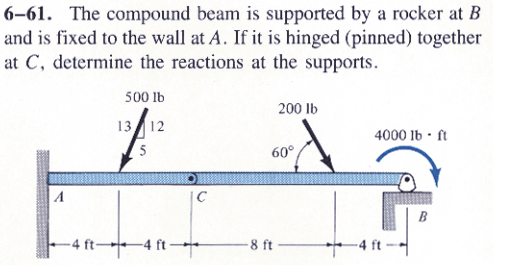 6–61. The compound beam is supported by a rocker at B
and is fixed to the wall at A. If it is hinged (pinned) together
at C, determine the reactions at the supports.
500 lb
200 lb
13 12
4000 lb · ft
5
60°
A
C
B
4 ft
4 ft
8 ft
4 ft